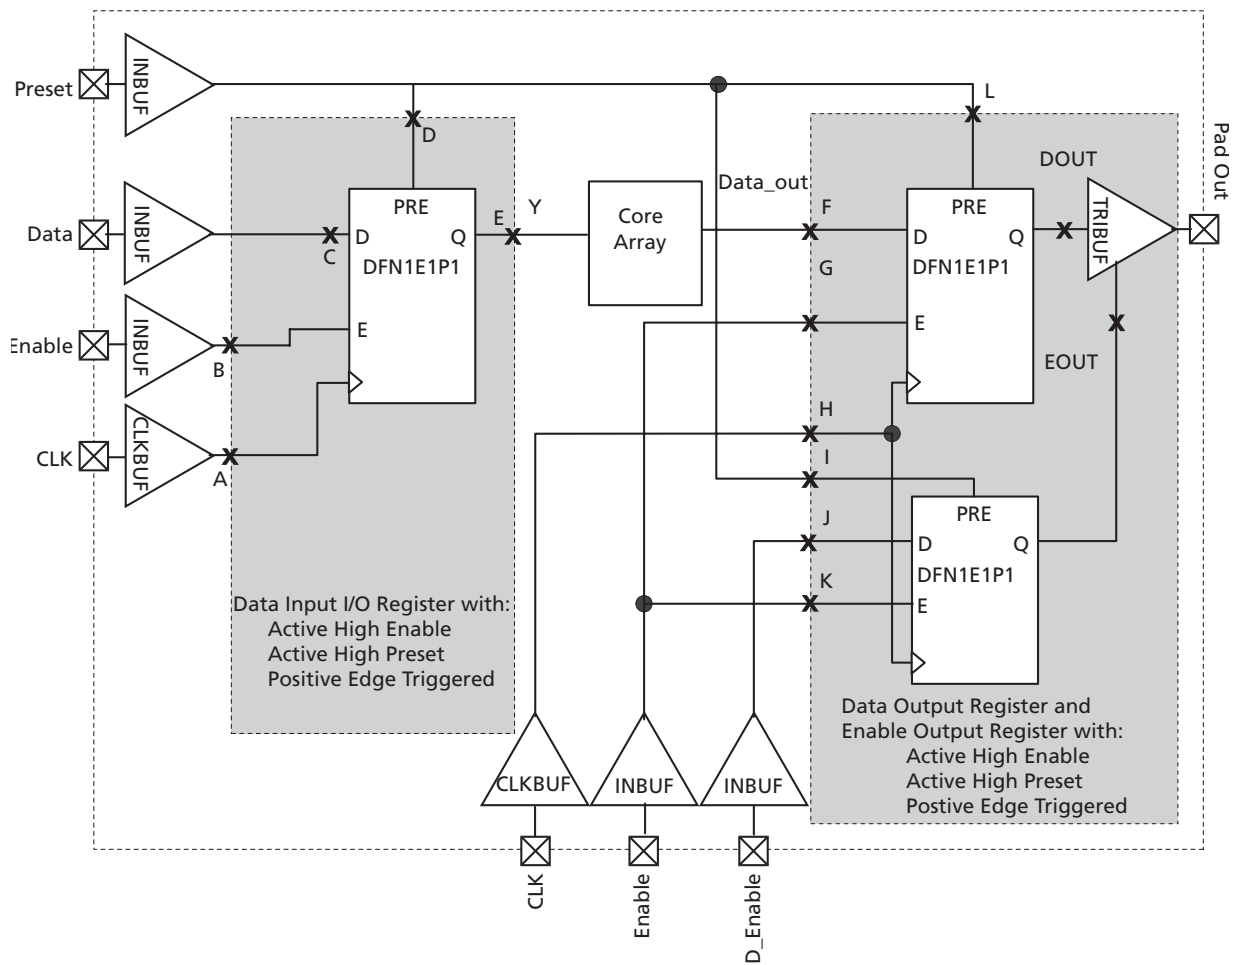 Preset
INBUF
L
D
Pad Out
DOUT
Data_out
Data
INBUF
C
PRE
D
Q
DFN1E1P1
E
E
Y
Core
Array
F
G
PRE
D
Q
DFN1E1P1
E
TRIBUF
EOUT
Enable
INBUF
B
CLK
CLKBUF
A
H
I
J
K
PRE
D
Q
DFN1E1P1
E
Data Input I/O Register with:
Active High Enable
Active High Preset
Positive Edge Triggered
Data Output Register and
Enable Output Register with:
Active High Enable
Active High Preset
Postive Edge Triggered
CLKBUF
INBUF
INBUF
CLK
Enable
D_Enable